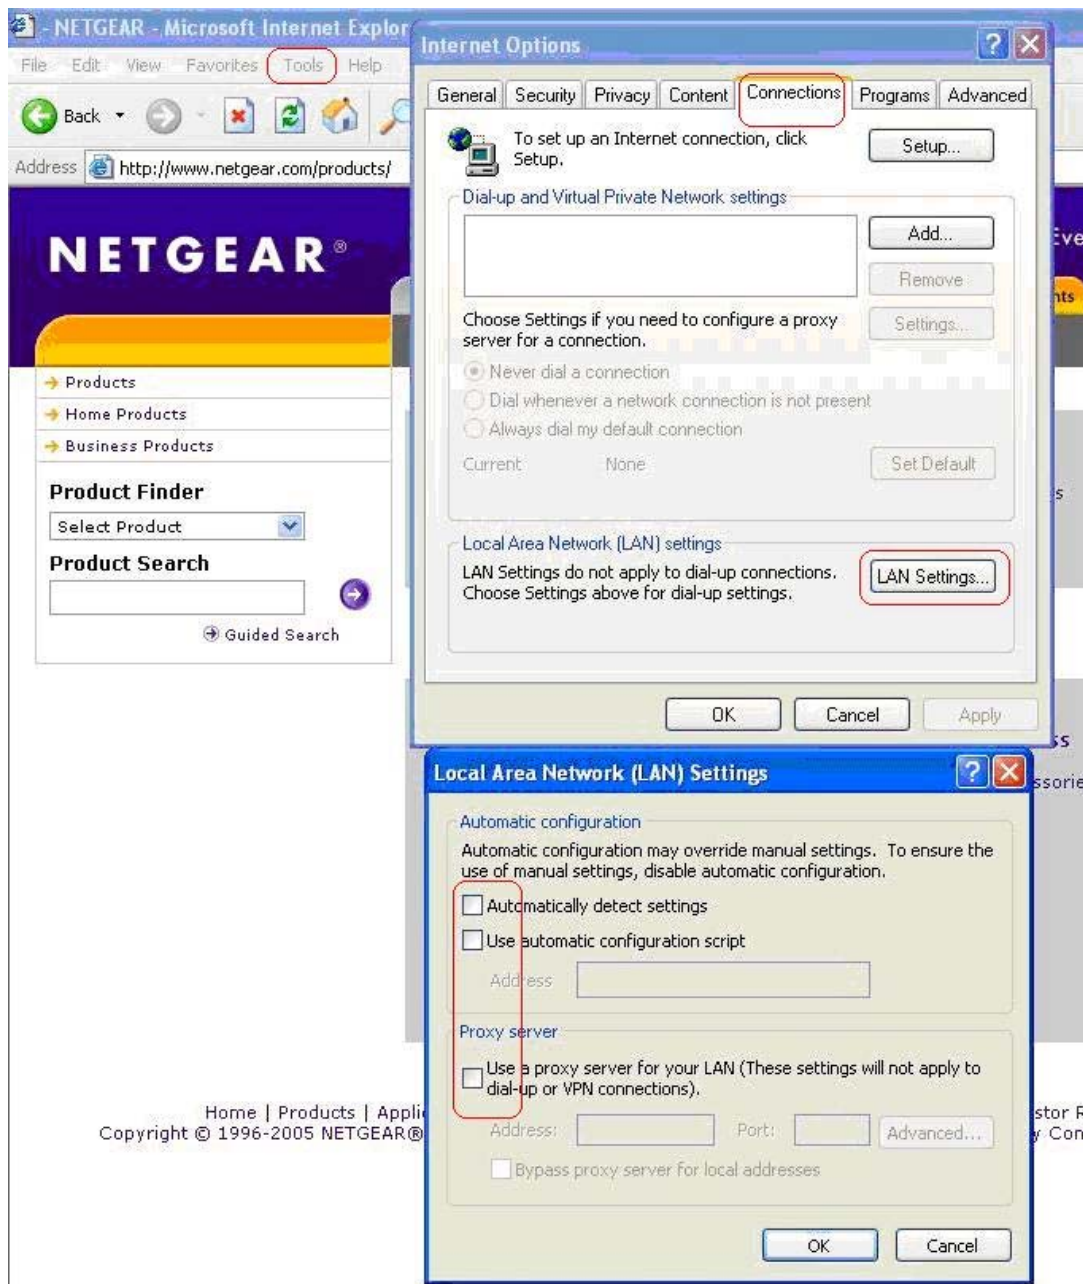 - NETGEAR - Microsoft Internet Explor
File Edit View Favorites Tools Help
Back
Address http://www.netgear.com/products/
NETGEAR®
Products
Home Products
Business Products
Product Finder
Select Product
Product Search
Guided Search
Internet Options
General Security Privacy Content Connections Programs Advanced
To set up an Internet connection, click
Setup.
Setup...
Dial-up and Virtual Private Network settings
Add...
Remove
Choose Settings if you need to configure a proxy
server for a connection.
Settings...
Never dial a connection
Dial whenever a network connection is not present
Always dial my default connection
Current None Set Default
Local Area Network (LAN) settings
LAN Settings do not apply to dial-up connections.
Choose Settings above for dial-up settings.
LAN Settings...
OK Cancel Apply
Local Area Network (LAN) Settings
Automatic configuration
Automatic configuration may override manual settings. To ensure the
use of manual settings, disable automatic configuration.
Automatically detect settings
Use automatic configuration script
Address
Proxy server
Use a proxy server for your LAN (These settings will not apply to
dial-up or VPN connections).
Address: Port: Advanced...
Bypass proxy server for local addresses
OK Cancel
Home | Products | Appli
Copyright © 1996-2005 NETGEAR®